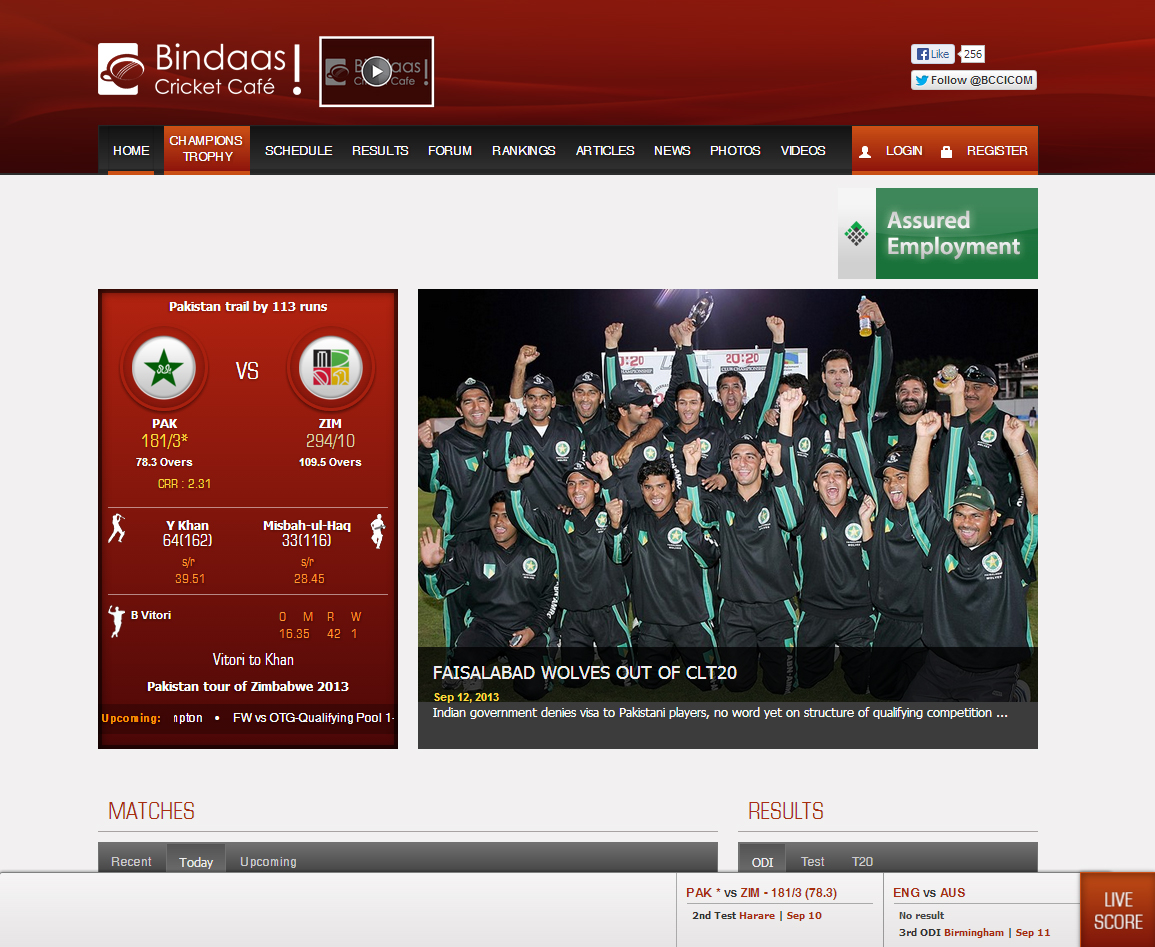 Bindaas!
Cricket Café
Bindaas!
Cricket Cafe
Like 256
Follow @BCCICOM
HOME CHAMPIONS TROPHY SCHEDULE RESULTS FORUM RANKINGS ARTICLES NEWS PHOTOS VIDEOS LOGIN REGISTER
Assured
Employment
Pakistan trail by 113 runs
VS
PAK ZIM
181/3* 294/10
78.3 Overs 109.5 Overs
CRR : 2.31
Y Khan Misbah-ul-Haq
64(162) 33(116)
s/r s/r
39.51 28.45
B Vitori O M R W
16.35 42 1
Vitori to Khan
Pakistan tour of Zimbabwe 2013
Upcoming: npton • FW vs OTG-Qualifying Pool 1-
20:20
CLUB CHAMPIONSHIP
FAISALABAD WOLVES OUT OF CLT20
Sep 12, 2013
Indian government denies visa to Pakistani players, no word yet on structure of qualifying competition ...
MATCHES
Recent Today Upcoming
RESULTS
ODI Test T20
PAK * vs ZIM - 181/3 (78.3)
2nd Test Harare | Sep 10
ENG vs AUS
No result
3rd ODI Birmingham | Sep 11
LIVE
SCORE